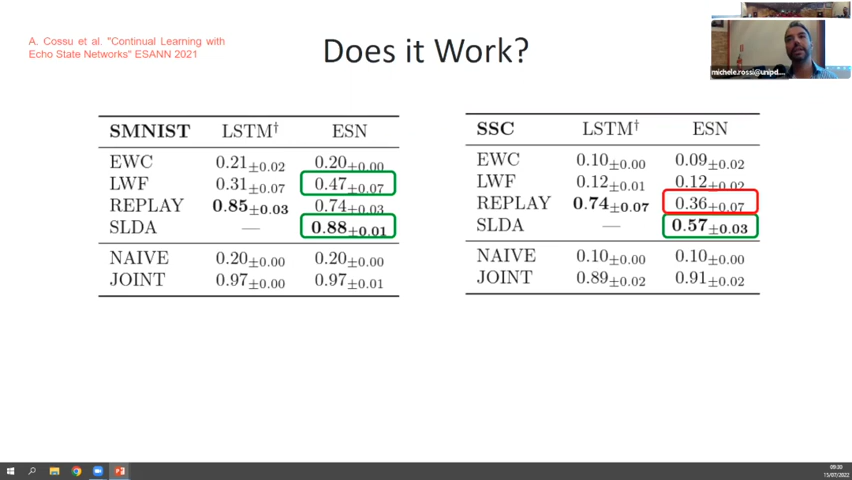 A. Cossu et al. "Continual Learning with
Echo State Networks" ESANN 2021
Does it Work?
michele.rossi@unipd....
SMNIST LSTM† ESN
EWC 0.21±0.02 0.20±0.00
LWF 0.31±0.07 0.47±0.07
REPLAY 0.85±0.03 0.74±0.03
SLDA — 0.88±0.01
NAIVE 0.20±0.00 0.20±0.00
JOINT 0.97±0.00 0.97±0.01
SSC LSTM† ESN
EWC 0.10±0.00 0.09±0.02
LWF 0.12±0.01 0.12±0.02
REPLAY 0.74±0.07 0.36±0.07
SLDA — 0.57±0.03
NAIVE 0.10±0.00 0.10±0.00
JOINT 0.89±0.02 0.91±0.02
09:30
15/07/2022